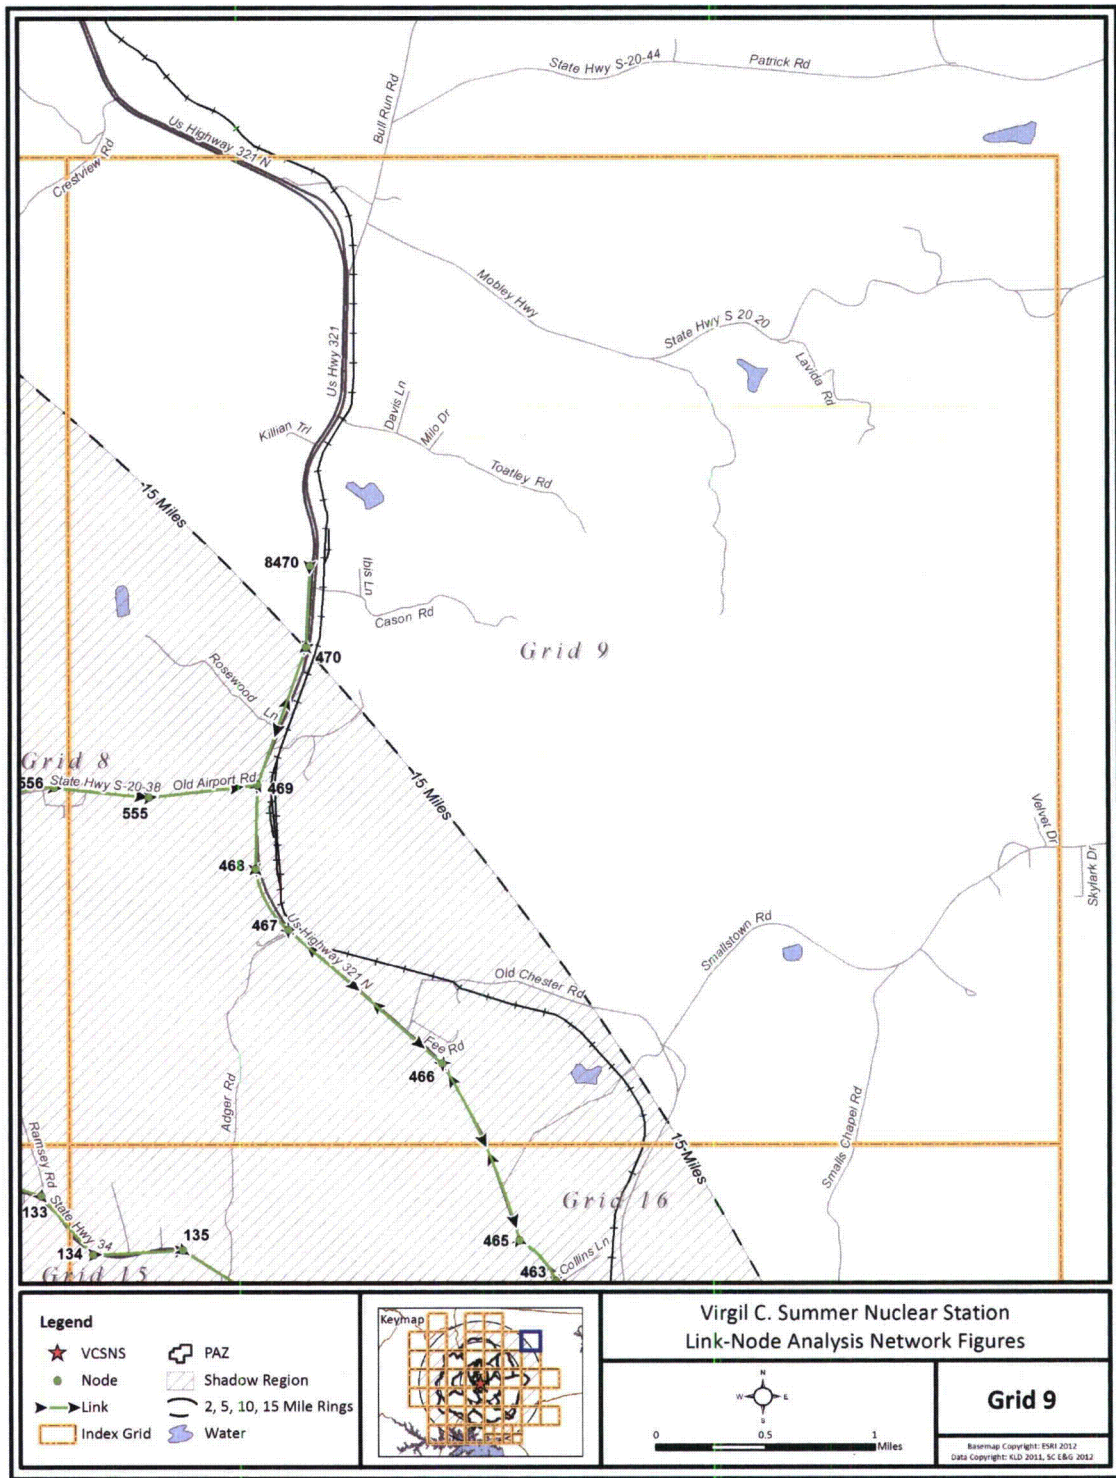 State Hwy S-20-44
Patrick Rd
Bull Run Rd
Us Highway 321 N
Crestview Rd
Mobley Hwy
State Hwy S 20 20
Lavida Rd
Us Hwy 321
Davis Ln
Milo Dr
Killian Trl
Toatley Rd
15 Miles
8470
Ibis Ln
Cason Rd
Grid 9
470
Rosewood Ln
Grid 8
556
State Hwy S-20-38
Old Airport Rd
469
555
15 Miles
Velvet Dr
Skylark Dr
468
467
Us Highway 321 N
Smallstown Rd
Old Chester Rd
Fee Rd
466
Adger Rd
Smalls Chapel Rd
15 Miles
Ramsey Rd
133
State Hwy 34
134
135
Grid 15
Grid 16
465
463
Collins Ln
Legend
VCSNS
PAZ
Node
Shadow Region
Link
2, 5, 10, 15 Mile Rings
Index Grid
Water
Keymap
Virgil C. Summer Nuclear Station
Link-Node Analysis Network Figures
N
W E
S
0 0.5 1
Miles
Grid 9
Basemap Copyright: ESRI 2012
Data Copyright: KLD 2011, SC E&G 2012